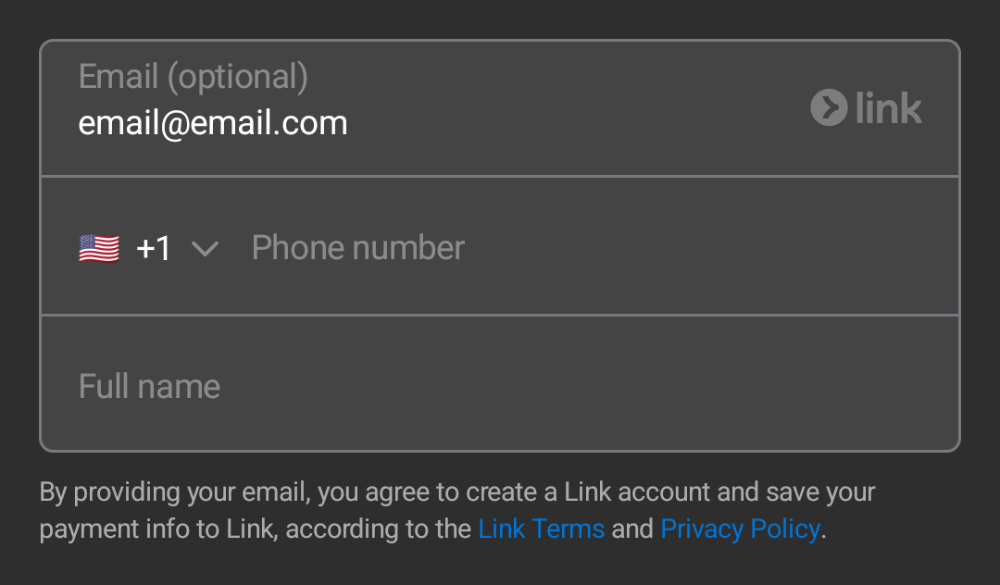 Email (optional)
email@email.com
link
+1 Phone number
Full name
By providing your email, you agree to create a Link account and save your
payment info to Link, according to the Link Terms and Privacy Policy.